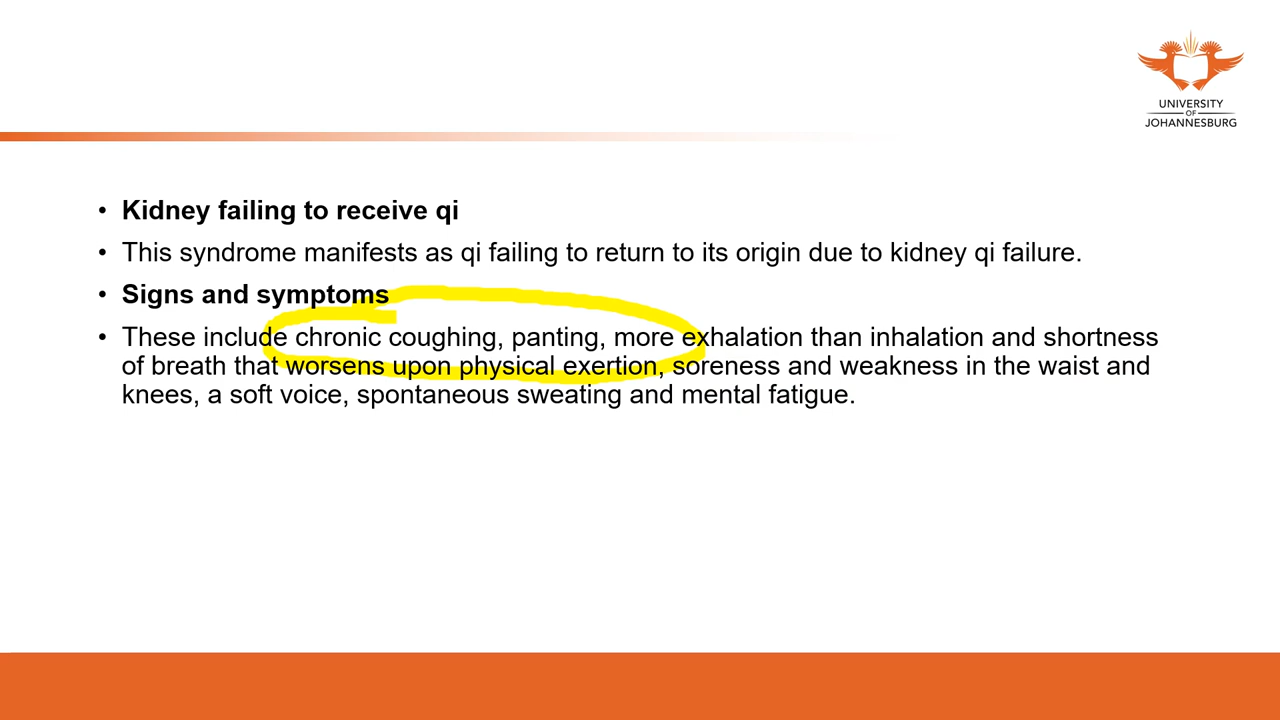 UNIVERSITY
OF
JOHANNESBURG
• Kidney failing to receive qi
• This syndrome manifests as qi failing to return to its origin due to kidney qi failure.
• Signs and symptoms
• These include chronic coughing, panting, more exhalation than inhalation and shortness
of breath that worsens upon physical exertion, soreness and weakness in the waist and
knees, a soft voice, spontaneous sweating and mental fatigue.